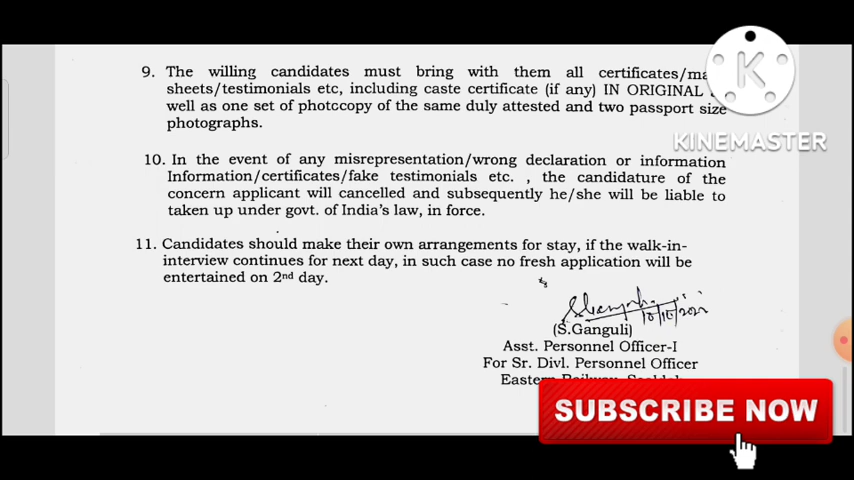 9. The willing candidates must bring with them all certificates/ma
sheets/testimonials etc, including caste certificate (if any) IN ORIGINAL
well as one set of photccopy of the same duly attested and two passport size
photographs.
10. In the event of any misrepresentation/wrong declaration or information
Information/certificates/fake testimonials etc. , the candidature of the
concern applicant will cancelled and subsequently he/she will be liable to
taken up under govt. of India's law, in force.
11. Candidates should make their own arrangements for stay, if the walk-in-
interview continues for next day, in such case no fresh application will be
entertained on 2nd day.
(S.Ganguli)
Asst. Personnel Officer-I
For Sr. Divl. Personnel Officer
Eastern Railway, Sealdah
K
KINEMASTER
SUBSCRIBE NOW